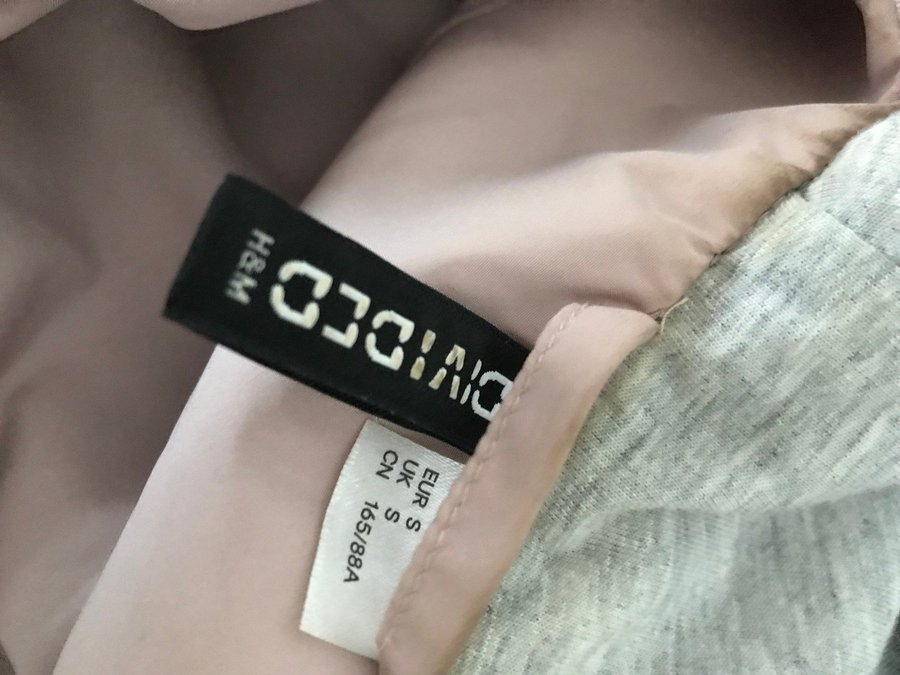 DIVIDED
H&M
EUR S
UK S
CN 165/88A